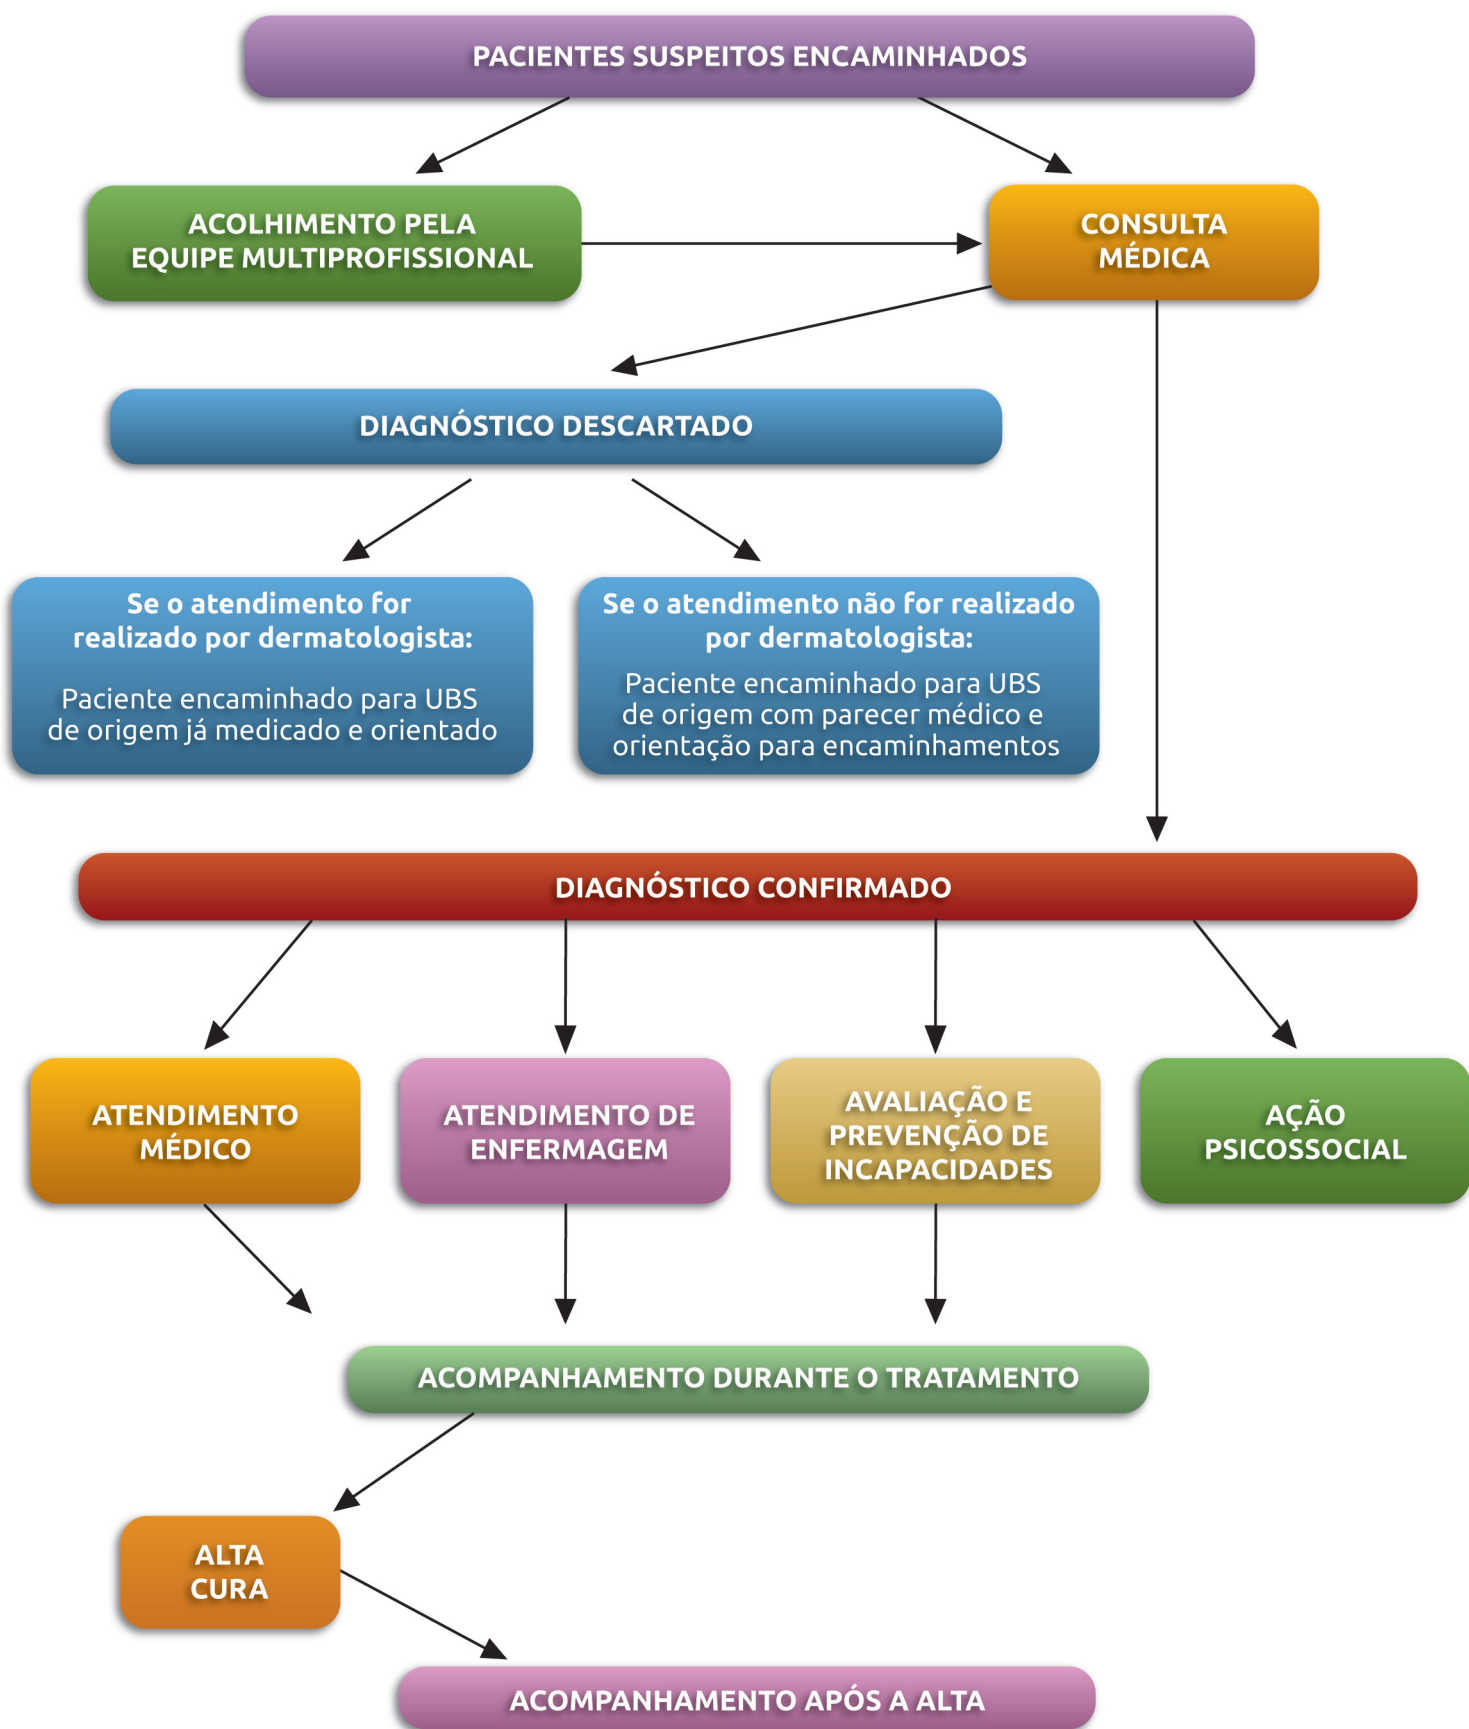 PACIENTES SUSPEITOS ENCAMINHADOS
ACOLHIMENTO PELA
EQUIPE MULTIPROFISSIONAL
CONSULTA
MÉDICA
DIAGNÓSTICO DESCARTADO
Se o atendimento for
realizado por dermatologista:
Paciente encaminhado para UBS
de origem já medicado e orientado
Se o atendimento não for realizado
por dermatologista:
Paciente encaminhado para UBS
de origem com parecer médico e
orientação para encaminhamentos
DIAGNÓSTICO CONFIRMADO
ATENDIMENTO
MÉDICO
ATENDIMENTO DE
ENFERMAGEM
AVALIAÇÃO E
PREVENÇÃO DE
INCAPACIDADES
AÇÃO
PSICOSSOCIAL
ACOMPANHAMENTO DURANTE O TRATAMENTO
ALTA
CURA
ACOMPANHAMENTO APÓS A ALTA